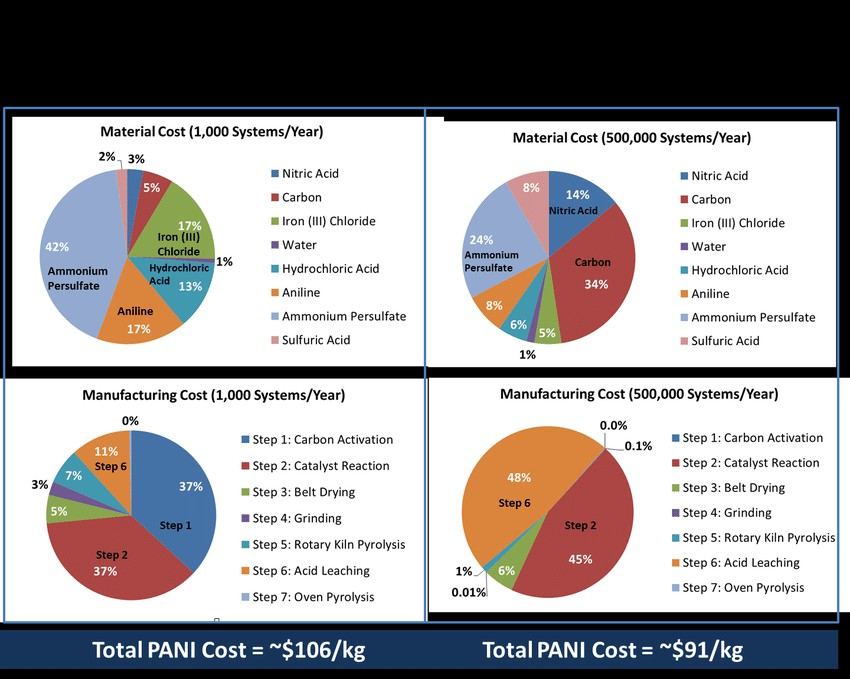 Material Cost (1,000 Systems/Year)
2%
3%
5%
17%
Iron (III)
Chloride
1%
Hydrochloric
Acid
13%
Aniline
17%
42%
Ammonium
Persulfate
Nitric Acid
Carbon
Iron (III) Chloride
Water
Hydrochloric Acid
Aniline
Ammonium Persulfate
Sulfuric Acid
Material Cost (500,000 Systems/Year)
8%
14%
Nitric Acid
24%
Ammonium
Persulfate
Carbon
34%
8%
6%
5%
1%
Nitric Acid
Carbon
Iron (III) Chloride
Water
Hydrochloric Acid
Aniline
Ammonium Persulfate
Sulfuric Acid
Manufacturing Cost (1,000 Systems/Year)
0%
11%
Step 6
7%
3%
5%
37%
Step 1
Step 2
37%
Step 1: Carbon Activation
Step 2: Catalyst Reaction
Step 3: Belt Drying
Step 4: Grinding
Step 5: Rotary Kiln Pyrolysis
Step 6: Acid Leaching
Step 7: Oven Pyrolysis
Manufacturing Cost (500,000 Systems/Year)
0.0%
0.1%
48%
Step 6
Step 2
45%
1%
6%
0.01%
Step 1: Carbon Activation
Step 2: Catalyst Reaction
Step 3: Belt Drying
Step 4: Grinding
Step 5: Rotary Kiln Pyrolysis
Step 6: Acid Leaching
Step 7: Oven Pyrolysis
Total PANI Cost = ~$106/kg
Total PANI Cost = ~$91/kg